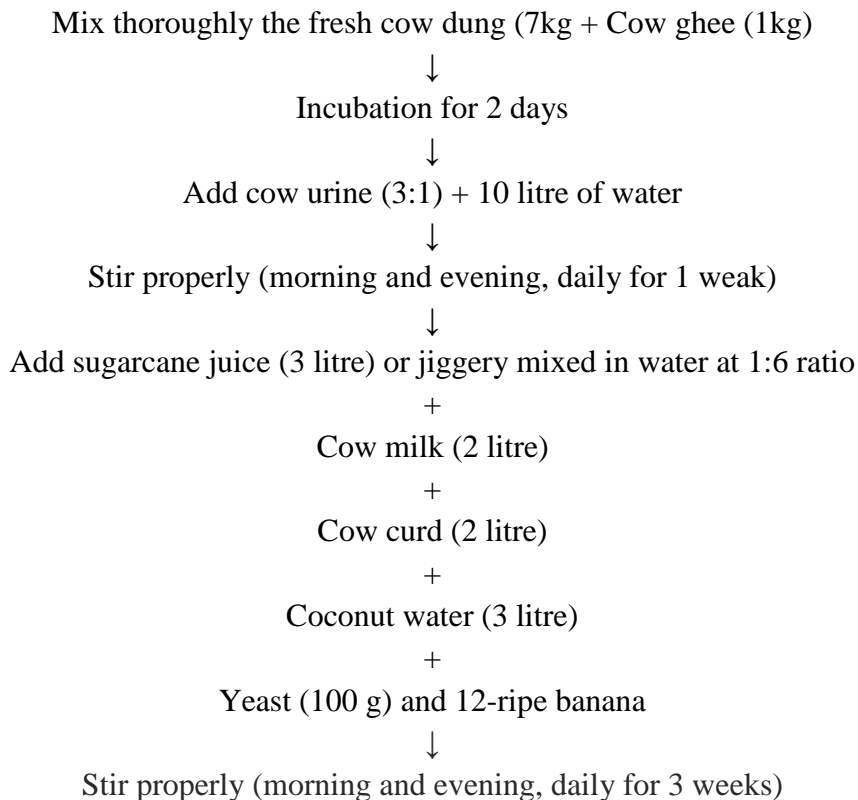 Mix thoroughly the fresh cow dung (7kg + Cow ghee (1kg)
↓
Incubation for 2 days
↓
Add cow urine (3:1) + 10 litre of water
↓
Stir properly (morning and evening, daily for 1 weak)
↓
Add sugarcane juice (3 litre) or jiggery mixed in water at 1:6 ratio
+
Cow milk (2 litre)
+
Cow curd (2 litre)
+
Coconut water (3 litre)
+
Yeast (100 g) and 12-ripe banana
↓
Stir properly (morning and evening, daily for 3 weeks)